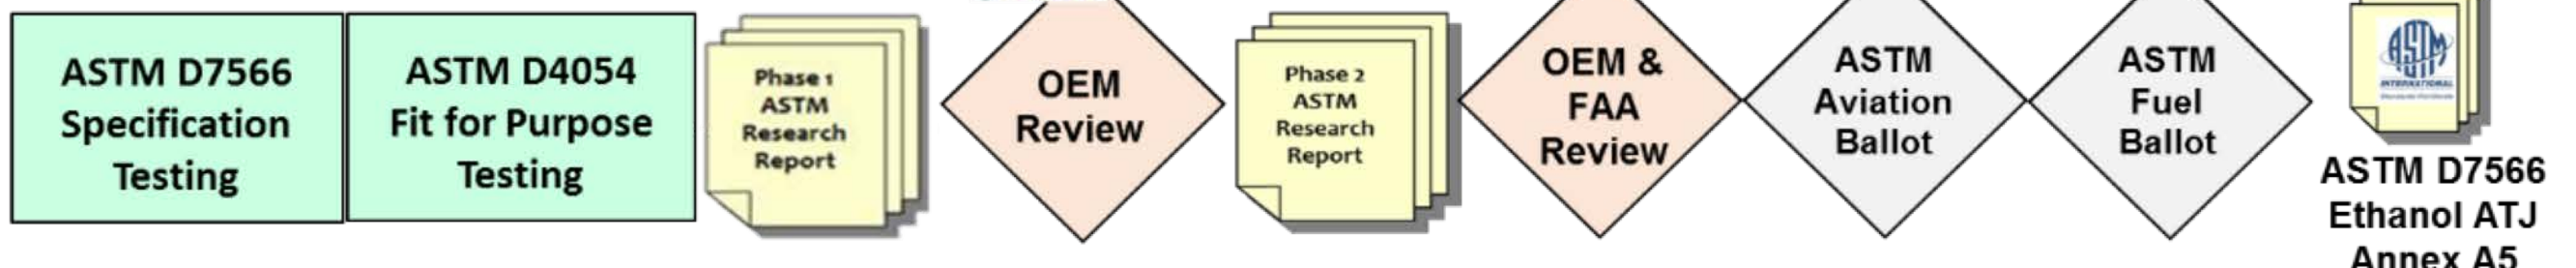 ASTM D7566
Specification
Testing
ASTM D4054
Fit for Purpose
Testing
Phase 1
ASTM
Research
Report
OEM
Review
Phase 2
ASTM
Research
Report
OEM &
FAA
Review
ASTM
Aviation
Ballot
ASTM
Fuel
Ballot
ASTM
INTERNATIONAL
ASTM D7566
Ethanol ATJ
Annex A5